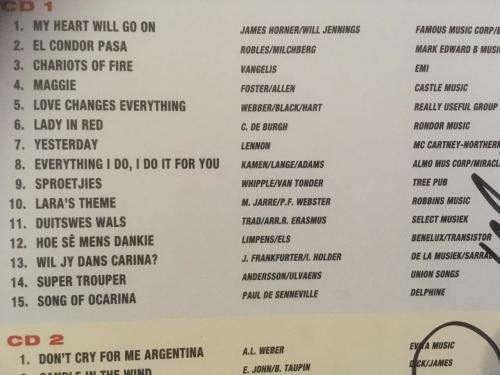 CD 1
1. MY HEART WILL GO ON JAMES HORNER/WILL JENNINGS FAMOUS MUSIC CORP/
2. EL CONDOR PASA ROBLES/MILCHBERG MARK EDWARD B MUSI
3. CHARIOTS OF FIRE VANGELIS EMI
4. MAGGIE FOSTER/ALLEN CASTLE MUSIC
5. LOVE CHANGES EVERYTHING WEBBER/BLACK/HART REALLY USEFUL GROUP
6. LADY IN RED C. DE BURGH RONDOR MUSIC
7. YESTERDAY LENNON MC CARTNEY-NORTHERN
8. EVERYTHING I DO, I DO IT FOR YOU KAMEN/LANGE/ADAMS ALMO MUS CORP/MIRACL
9. SPROETJIES WHIPPLE/VAN TONDER TREE PUB
10. LARA'S THEME M. JARRE/P.F. WEBSTER ROBBINS MUSIC
11. DUITSWES WALS TRAD/ARR.R. ERASMUS SELECT MUSIEK
12. HOE SÊ MENS DANKIE LIMPENS/ELS BENELUX/TRANSISTOR
13. WIL JY DANS CARINA? J. FRANKFURTER/I. HOLDER DE LA MUSIEK/SARRA
14. SUPER TROUPER ANDERSSON/ULVAENS UNION SONGS
15. SONG OF OCARINA PAUL DE SENNEVILLE DELPHINE
CD 2
1. DON'T CRY FOR ME ARGENTINA A.L. WEBER EVITA MUSIC
CANDLE IN THE WIND E. JOHN/B. TAUPIN DICK/JAMES